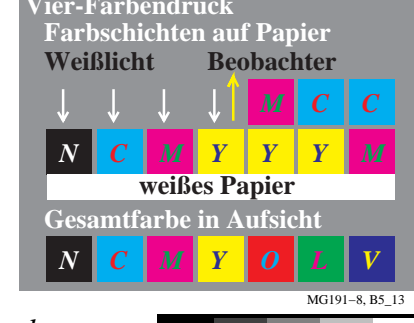 Vier-Farbendruck
Farbschichten auf Papier
Weißlicht Beobachter
M C C
N C M Y Y Y M
weißes Papier
Gesamtfarbe in Aufsicht
N C M Y O L V
MG191-8, B5_13